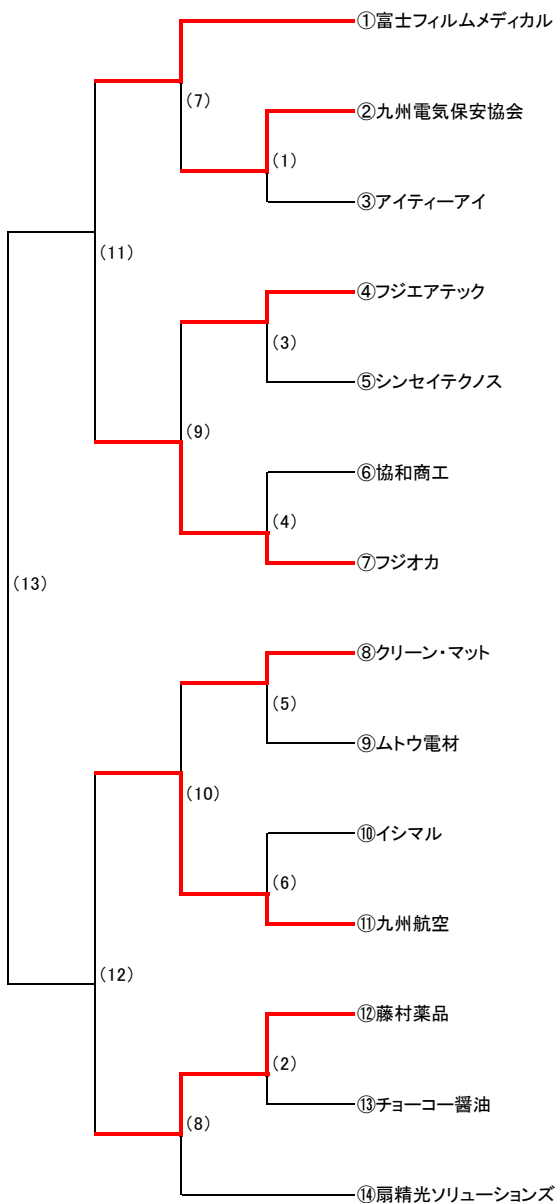 ①富士フィルムメディカル
(7)
②九州電気保安協会
(1)
③アイティーアイ
(11)
④フジエアテック
(3)
⑤シンセイテクノス
(9)
⑥協和商工
(4)
⑦フジオカ
(13)
⑧クリーン・マット
(5)
⑨ムトウ電材
(10)
⑩イシマル
(6)
⑪九州航空
(12)
⑫藤村薬品
(2)
⑬チョーコー醤油
(8)
⑭扇精光ソリューションズ